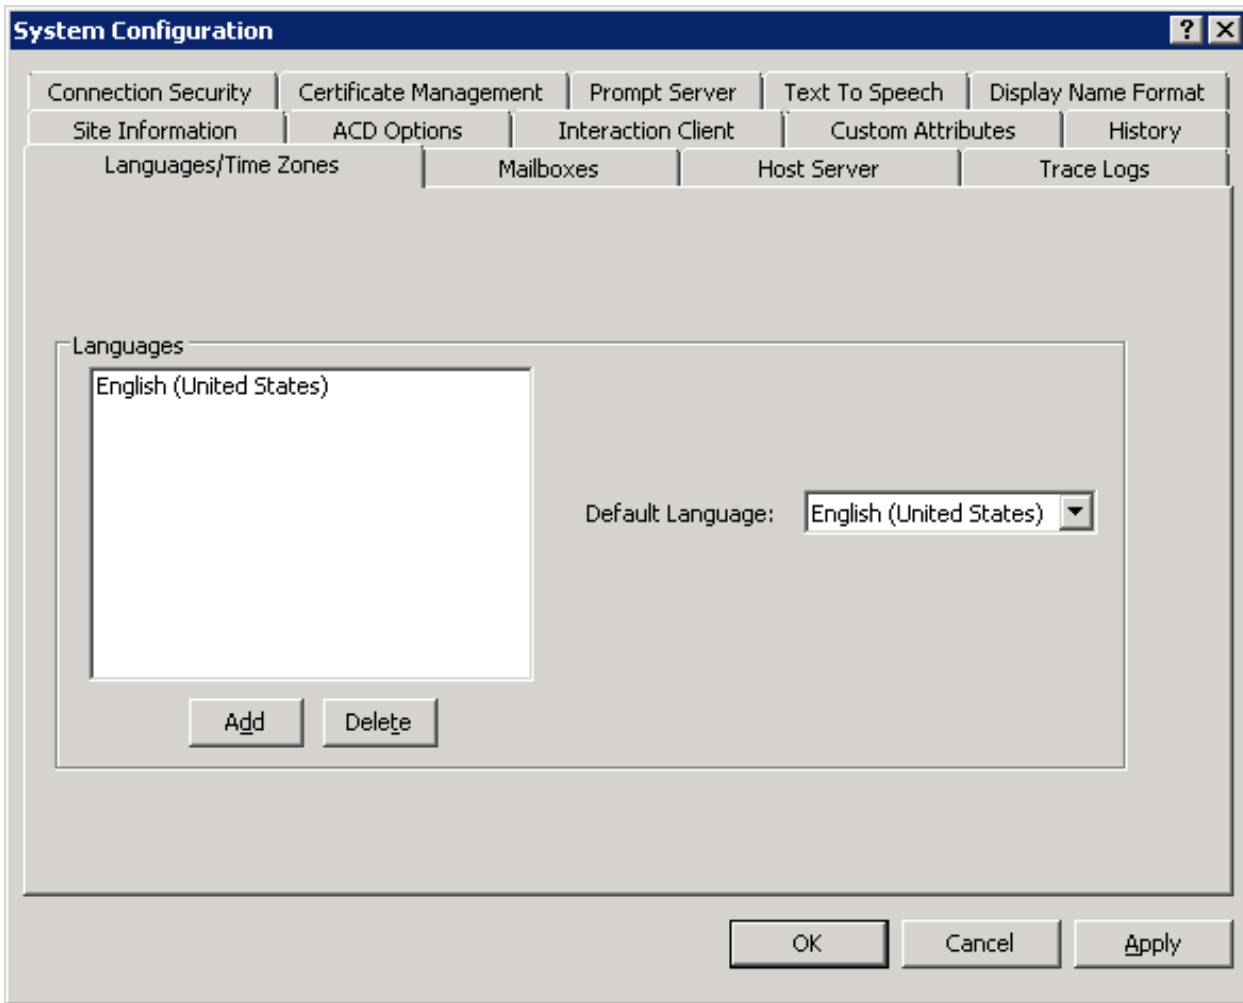 System Configuration
Connection Security Certificate Management Prompt Server Text To Speech Display Name Format
Site Information ACD Options Interaction Client Custom Attributes History
Languages/Time Zones Mailboxes Host Server Trace Logs
Languages
English (United States)
Default Language: English (United States)
Add Delete
OK Cancel Apply